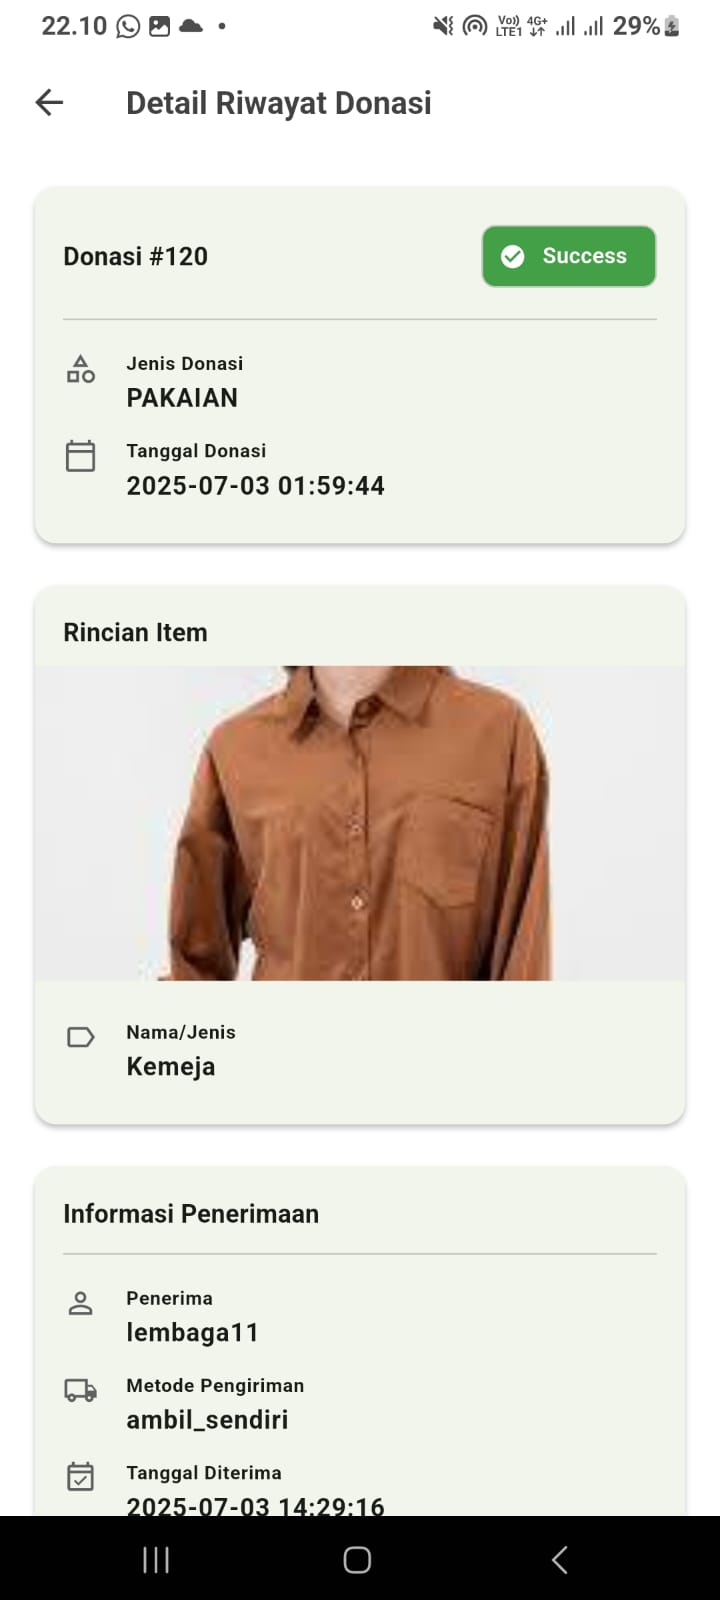 22.10
Vo)) LTE1 4G+ 29%
Detail Riwayat Donasi
Donasi #120
Success
Jenis Donasi
PAKAIAN
Tanggal Donasi
2025-07-03 01:59:44
Rincian Item
Nama/Jenis
Kemeja
Informasi Penerimaan
Penerima
lembaga11
Metode Pengiriman
ambil_sendiri
Tanggal Diterima
2025-07-03 14:29:16